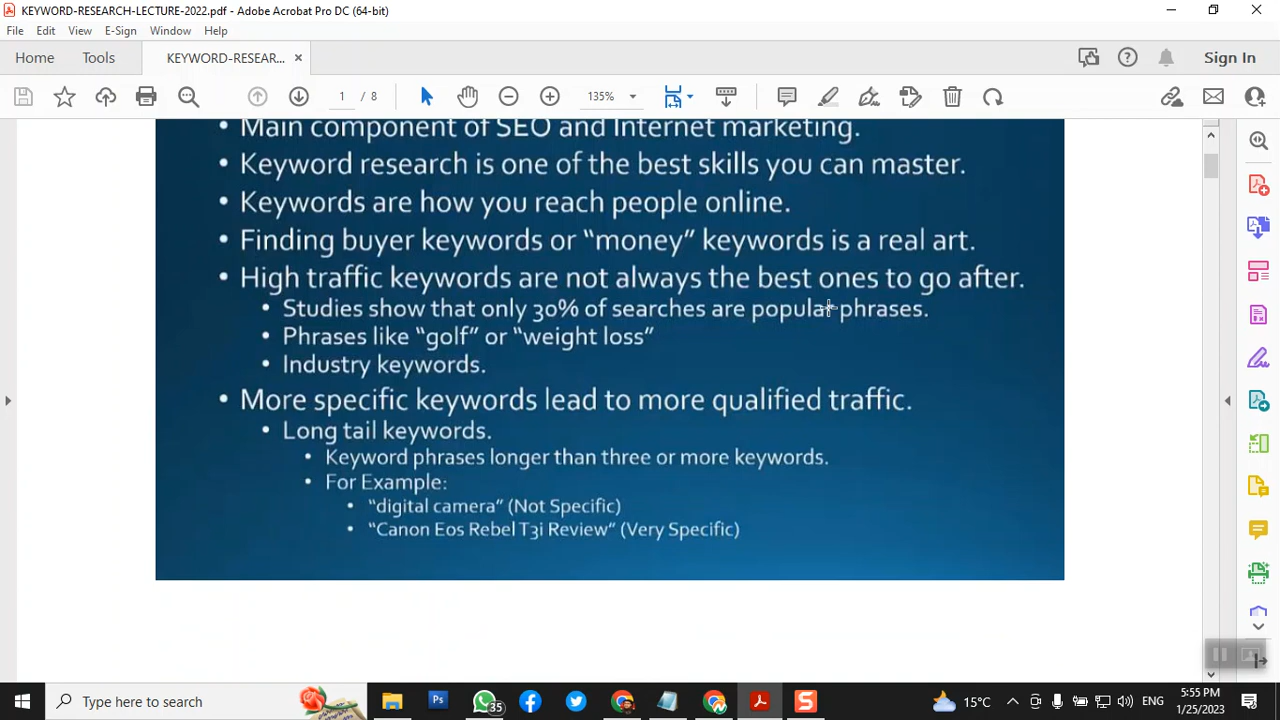 KEYWORD-RESEARCH-LECTURE-2022.pdf - Adobe Acrobat Pro DC (64-bit)
File Edit View E-Sign Window Help
Home Tools KEYWORD-RESEAR... × Sign In
1 / 8 135%
• Main component of SEO and Internet marketing.
• Keyword research is one of the best skills you can master.
• Keywords are how you reach people online.
• Finding buyer keywords or “money” keywords is a real art.
• High traffic keywords are not always the best ones to go after.
• Studies show that only 30% of searches are popular phrases.
• Phrases like “golf” or “weight loss”
• Industry keywords.
• More specific keywords lead to more qualified traffic.
• Long tail keywords.
• Keyword phrases longer than three or more keywords.
• For Example:
• “digital camera” (Not Specific)
• “Canon Eos Rebel T3i Review” (Very Specific)
Type here to search
Ps
35
S
15°C
ENG
5:55 PM
1/25/2023